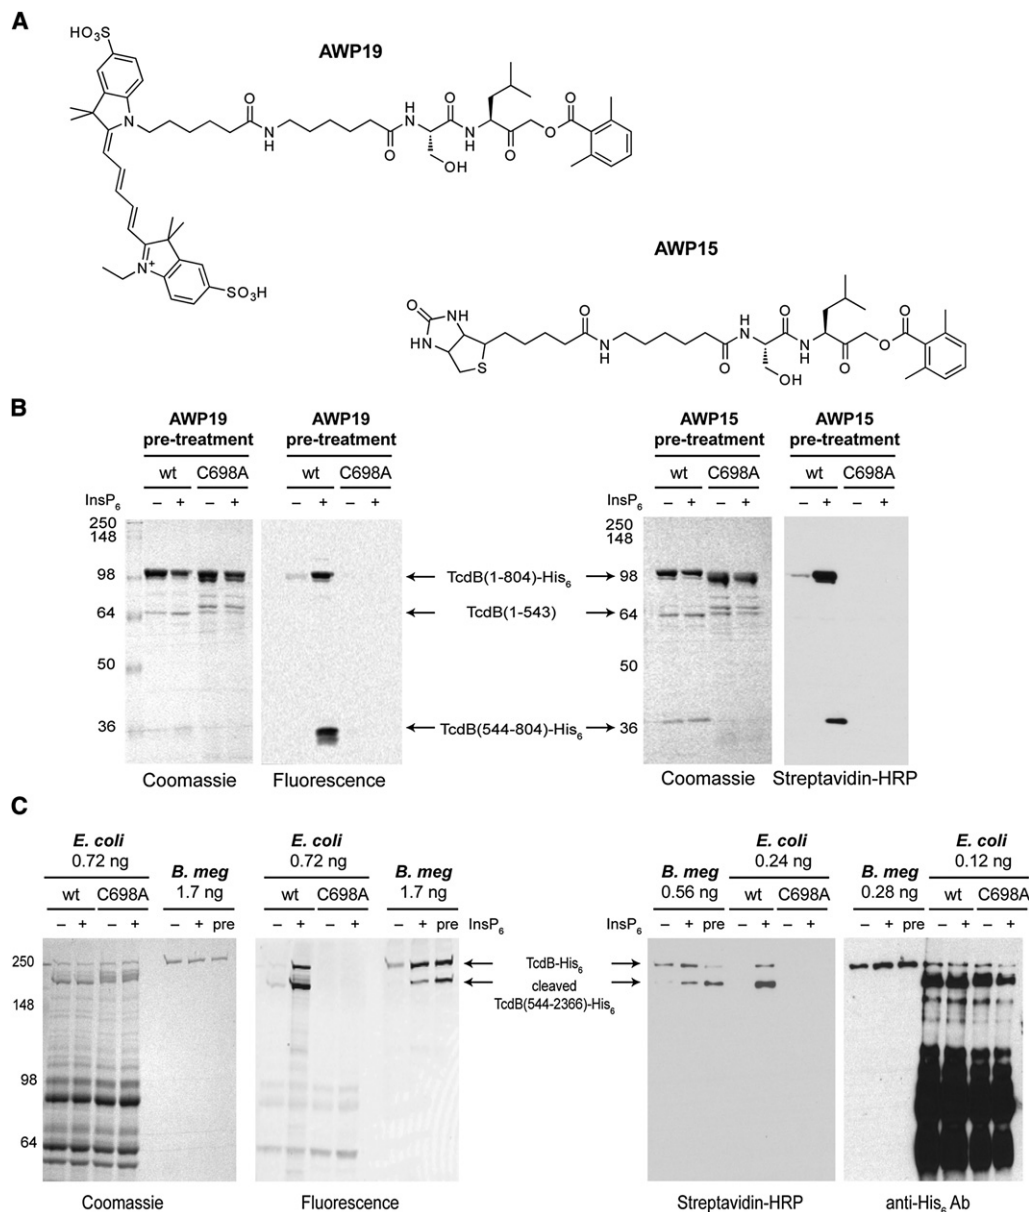 A
AWP19
HO3S
N
O
N
H
O
H
N
OH
O
N
H
O
O
O
N+
SO3H
AWP15
O
NH
HN
S
O
N
H
O
H
N
OH
O
N
H
O
O
O
B
AWP19 pre-treatment
AWP19 pre-treatment
AWP15 pre-treatment
AWP15 pre-treatment
wt C698A wt C698A wt C698A wt C698A
InsP6 – + – + – + – + InsP6 – + – + – + – +
250 250
148 148
98 TcdB(1-804)-His6 98
64 TcdB(1-543) 64
50 50
36 TcdB(544-804)-His6 36
Coomassie Fluorescence Coomassie Streptavidin-HRP
C
E. coli 0.72 ng
B. meg 1.7 ng
E. coli 0.72 ng
B. meg 1.7 ng
B. meg 0.56 ng
E. coli 0.24 ng
B. meg 0.28 ng
E. coli 0.12 ng
wt C698A wt C698A wt C698A wt C698A
– + – + – + pre – + – + – + pre InsP6 – + pre – + – + – + pre – + – +
250 TcdB-His6
cleaved
TcdB(544-2366)-His6
148
98
64
Coomassie Fluorescence Streptavidin-HRP anti-His6 Ab